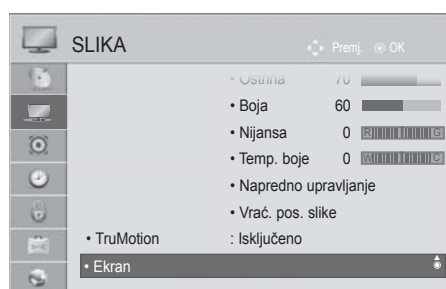 SLIKA
Premj. OK
• Oštrina 70
• Boja 60
• Nijansa 0 R G
• Temp. boje 0 W C
• Napredno upravljanje
• Vrać. pos. slike
• TruMotion : Isključeno
• Ekran